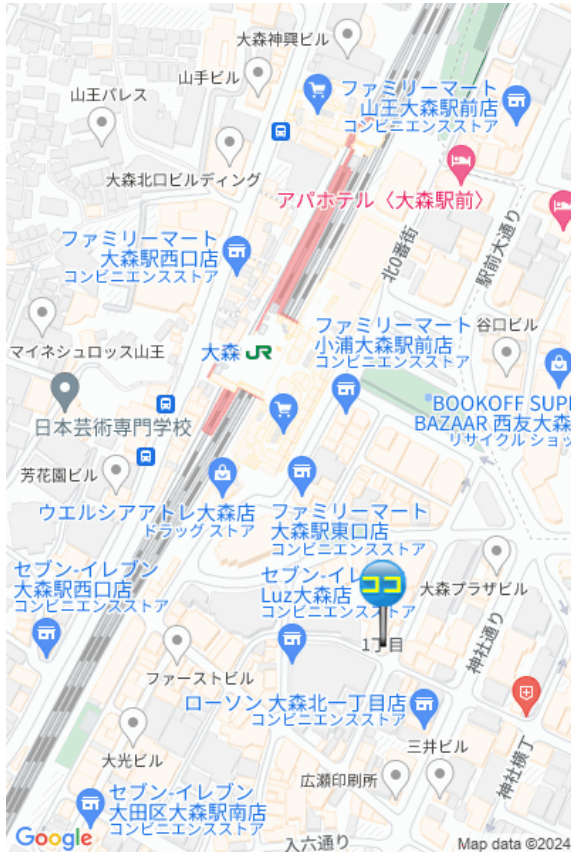 大森神興ビル
山手ビル
ファミリーマート
山王大森駅前店
コンビニエンスストア
山王パレス
大森北口ビルディング
アパホテル〈大森駅前〉
ファミリーマート
大森駅西口店
コンビニエンスストア
北0番街
駅前大通り
ファミリーマート
小浦大森駅前店
コンビニエンスストア
谷口ビル
マイネシュロッス山王
大森 JR
日本芸術専門学校
BOOKOFF SUP
BAZAAR 西友大森
リサイクル ショッ
芳花園ビル
ウエルシアアトレ大森店
ドラッグ ストア
ファミリーマート
大森駅東口店
コンビニエンスストア
セブン-イレブン
大森駅西口店
コンビニエンスストア
セブン-イレ
Luz大森店
コンビニエンスストア
ココ
大森プラザビル
1丁目
神社通り
ファーストビル
ローソン 大森北一丁目店
コンビニエンスストア
大光ビル
三井ビル
広瀬印刷所
神社横丁
セブン-イレブン
大田区大森駅南店
コンビニエンスストア
入六通り
Google
Map data ©2024